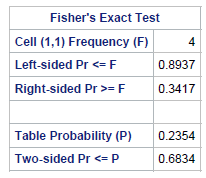 Fisher's Exact Test
Cell (1,1) Frequency (F) 4
Left-sided Pr <= F 0.8937
Right-sided Pr >= F 0.3417
Table Probability (P) 0.2354
Two-sided Pr <= P 0.6834